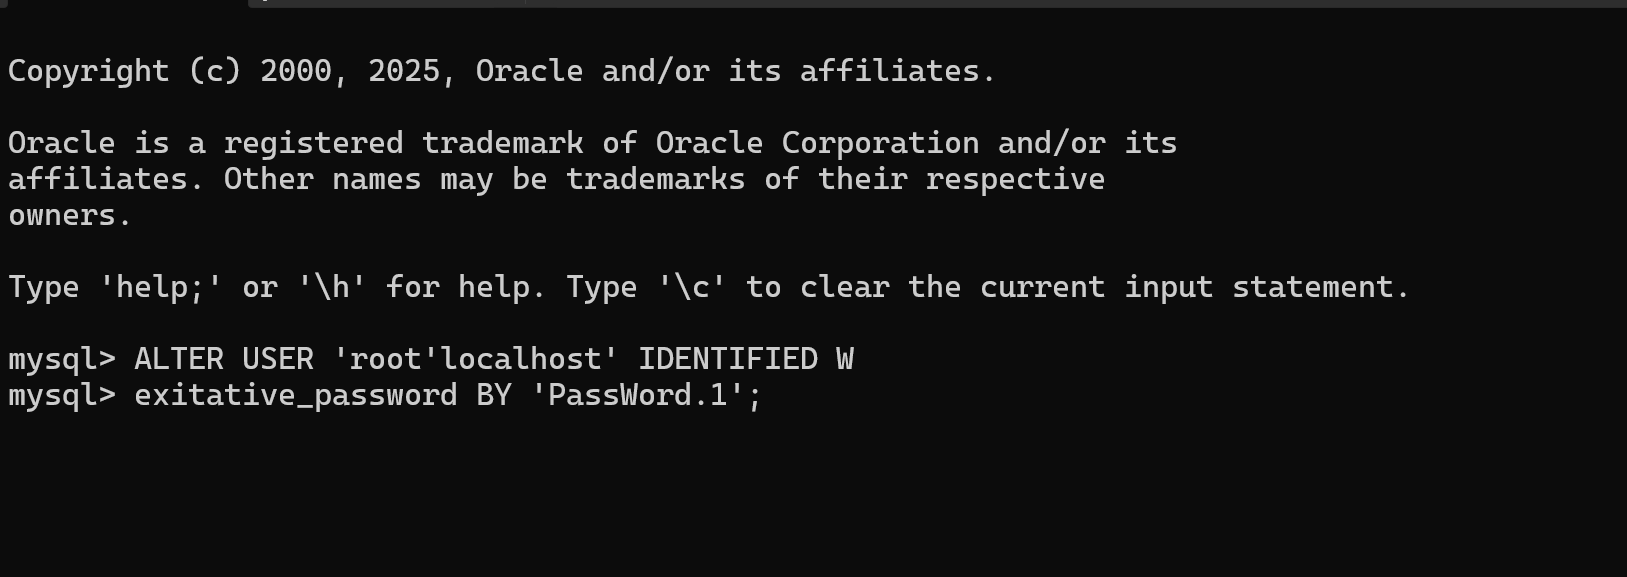 Copyright (c) 2000, 2025, Oracle and/or its affiliates.
Oracle is a registered trademark of Oracle Corporation and/or its
affiliates. Other names may be trademarks of their respective
owners.
Type 'help;' or '\h' for help. Type '\c' to clear the current input statement.
mysql> ALTER USER 'root'localhost' IDENTIFIED W
mysql> exitative_password BY 'PassWord.1';